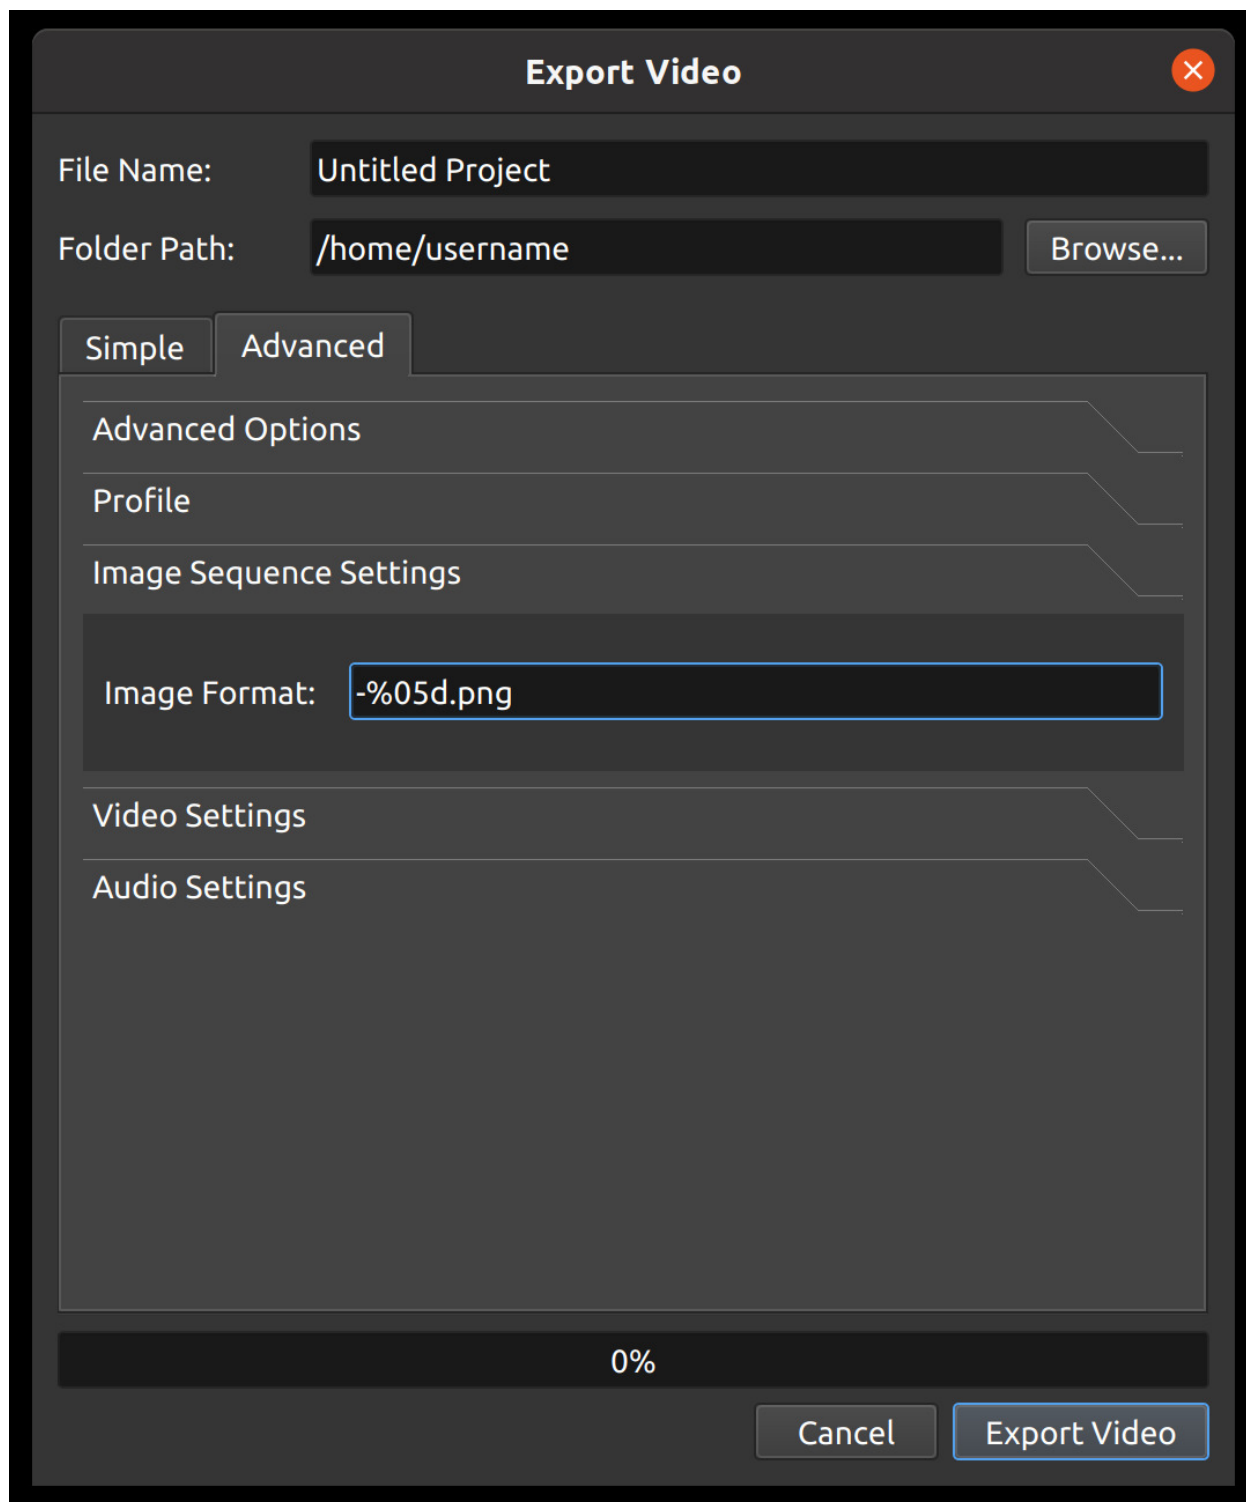 Export Video
File Name: Untitled Project
Folder Path: /home/username Browse...
Simple Advanced
Advanced Options
Profile
Image Sequence Settings
Image Format: -%05d.png
Video Settings
Audio Settings
0%
Cancel Export Video